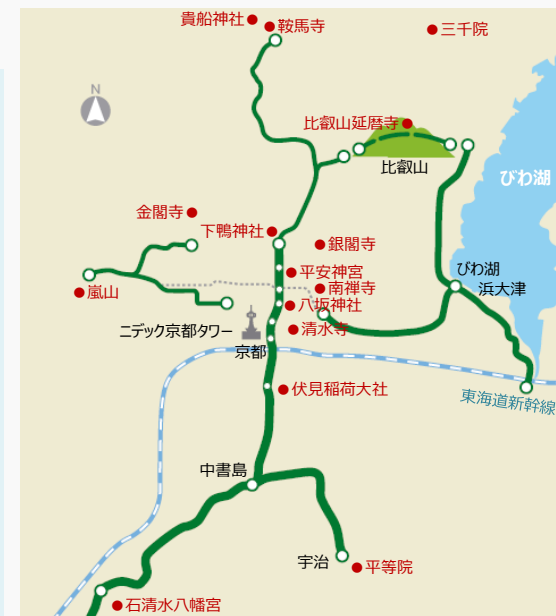 貴船神社
鞍馬寺
三千院
N
比叡山延暦寺
比叡山
びわ湖
金閣寺
下鴨神社
銀閣寺
平安神宮
びわ湖
浜大津
嵐山
南禅寺
八坂神社
ニデック京都タワー
清水寺
京都
伏見稲荷大社
東海道新幹線
中書島
宇治
平等院
石清水八幡宮